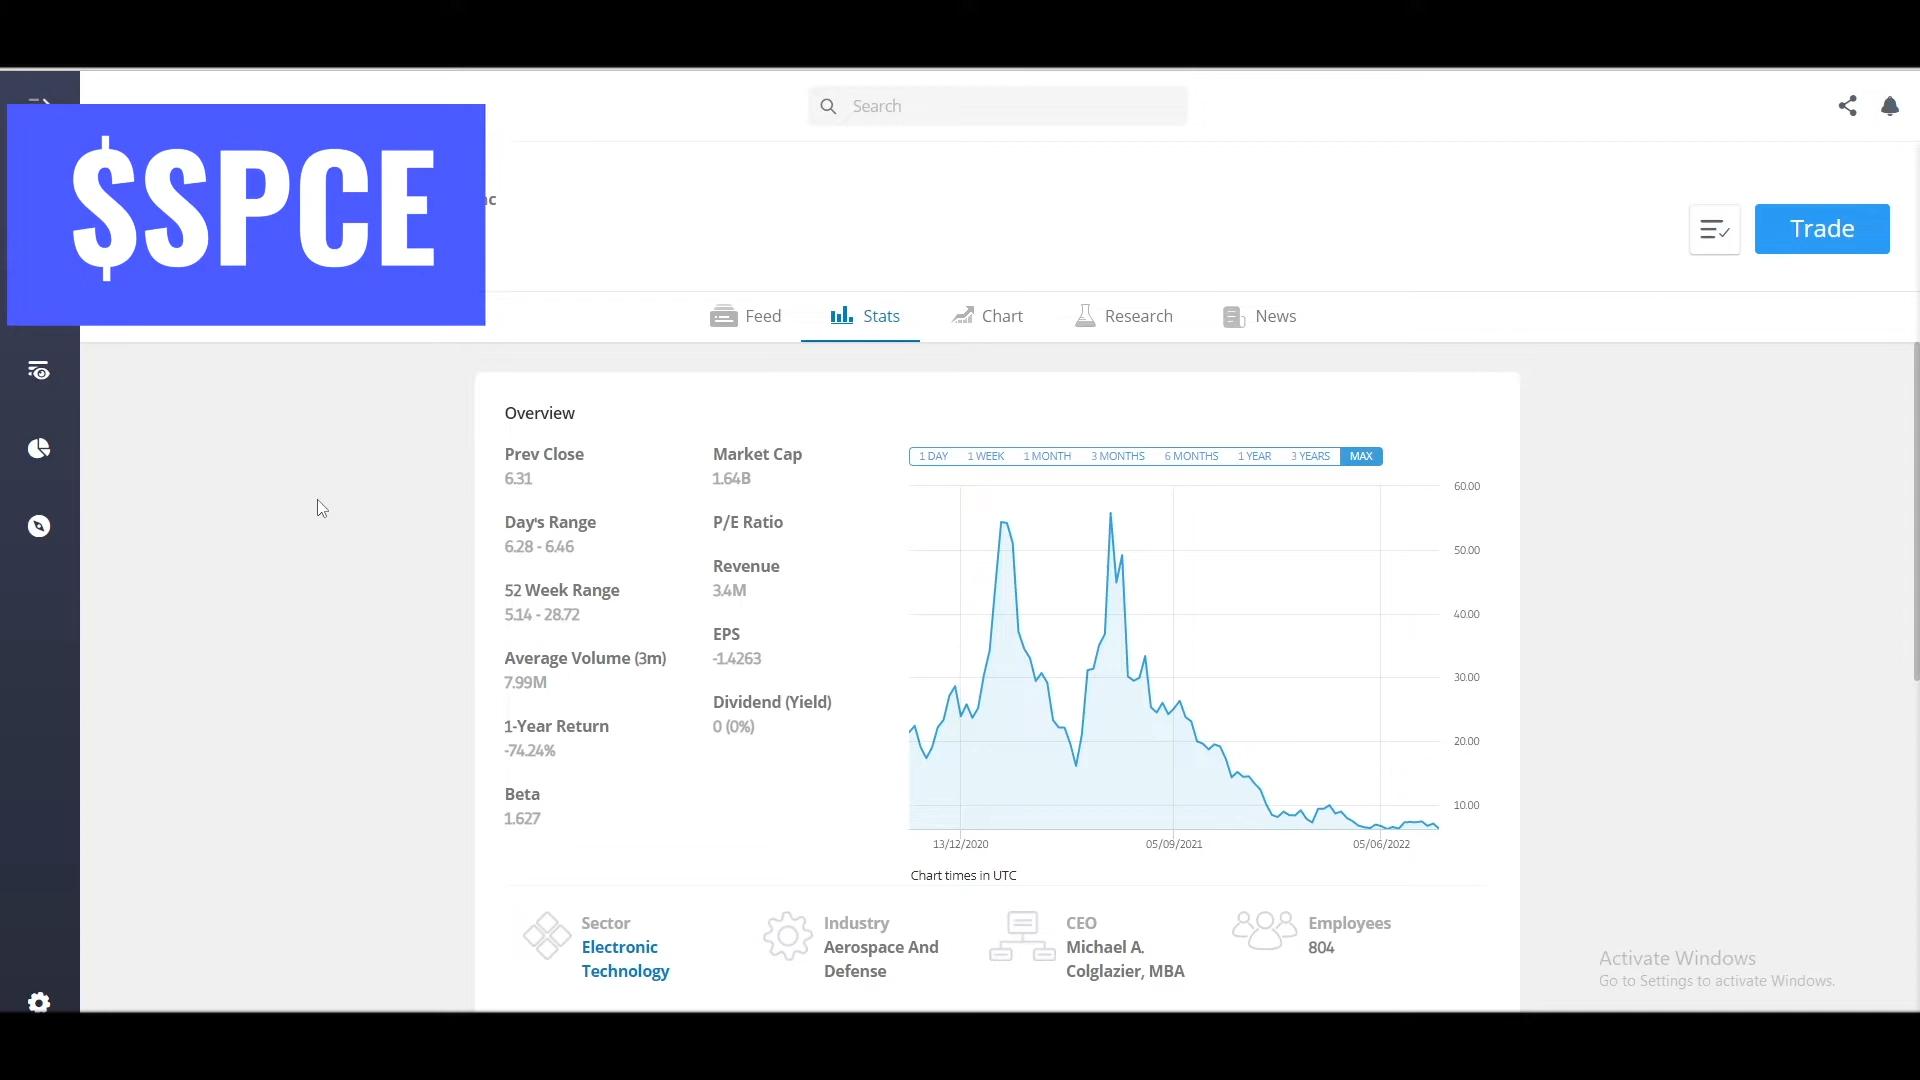 Search
$SPCE
nc
Trade
Feed
Stats
Chart
Research
News
Overview
Prev Close
6.31
Day's Range
6.28 - 6.46
52 Week Range
5.14 - 28.72
Average Volume (3m)
7.99M
1-Year Return
-74.24%
Beta
1.627
Market Cap
1.64B
P/E Ratio
Revenue
3.4M
EPS
-1.4263
Dividend (Yield)
0 (0%)
1 DAY 1 WEEK 1 MONTH 3 MONTHS 6 MONTHS 1 YEAR 3 YEARS MAX
60.00
50.00
40.00
30.00
20.00
10.00
13/12/2020 05/09/2021 05/06/2022
Chart times in UTC
Sector
Electronic
Technology
Industry
Aerospace And
Defense
CEO
Michael A.
Colglazier, MBA
Employees
804
Activate Windows
Go to Settings to activate Windows.